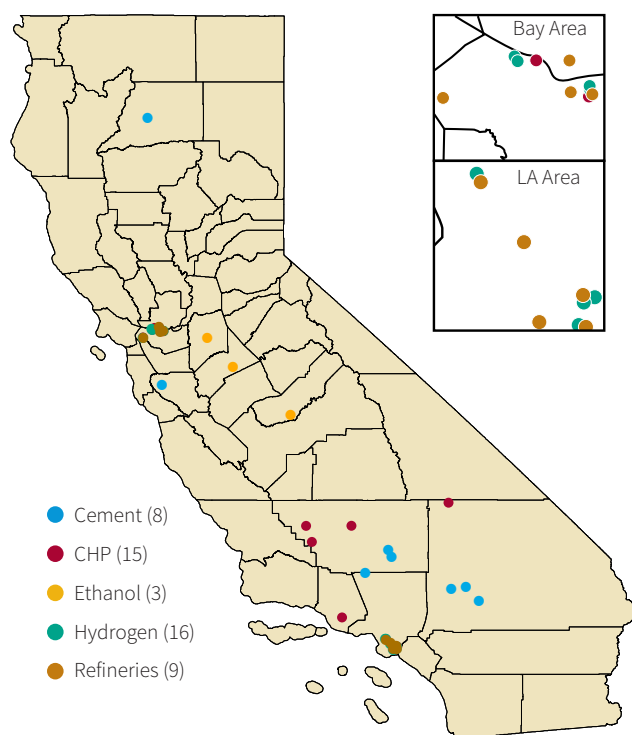 Bay Area
LA Area
Cement (8)
CHP (15)
Ethanol (3)
Hydrogen (16)
Refineries (9)